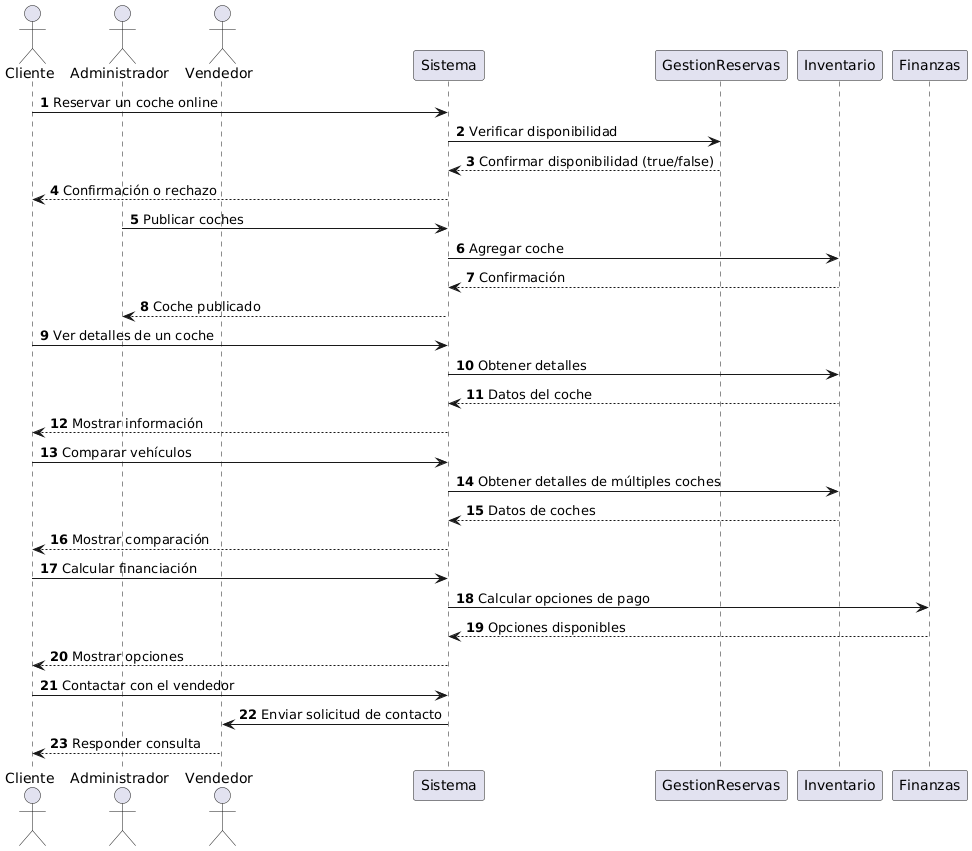 Cliente Administrador Vendedor Sistema GestionReservas Inventario Finanzas
1 Reservar un coche online
2 Verificar disponibilidad
3 Confirmar disponibilidad (true/false)
4 Confirmación o rechazo
5 Publicar coches
6 Agregar coche
7 Confirmación
8 Coche publicado
9 Ver detalles de un coche
10 Obtener detalles
11 Datos del coche
12 Mostrar información
13 Comparar vehículos
14 Obtener detalles de múltiples coches
15 Datos de coches
16 Mostrar comparación
17 Calcular financiación
18 Calcular opciones de pago
19 Opciones disponibles
20 Mostrar opciones
21 Contactar con el vendedor
22 Enviar solicitud de contacto
23 Responder consulta
Cliente Administrador Vendedor Sistema GestionReservas Inventario Finanzas